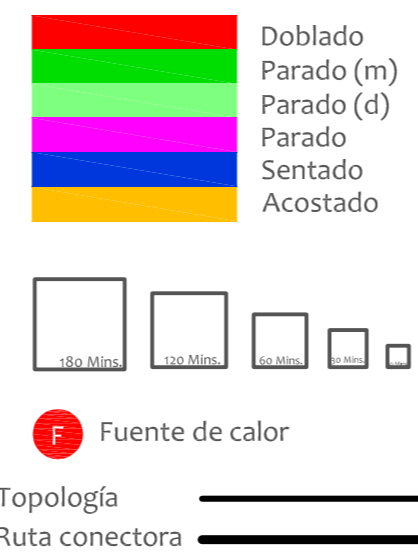 Doblado
Parado (m)
Parado (d)
Parado
Sentado
Acostado
180 Mins.
120 Mins.
60 Mins.
30 Mins.
F Fuente de calor
Topología
Ruta conectora